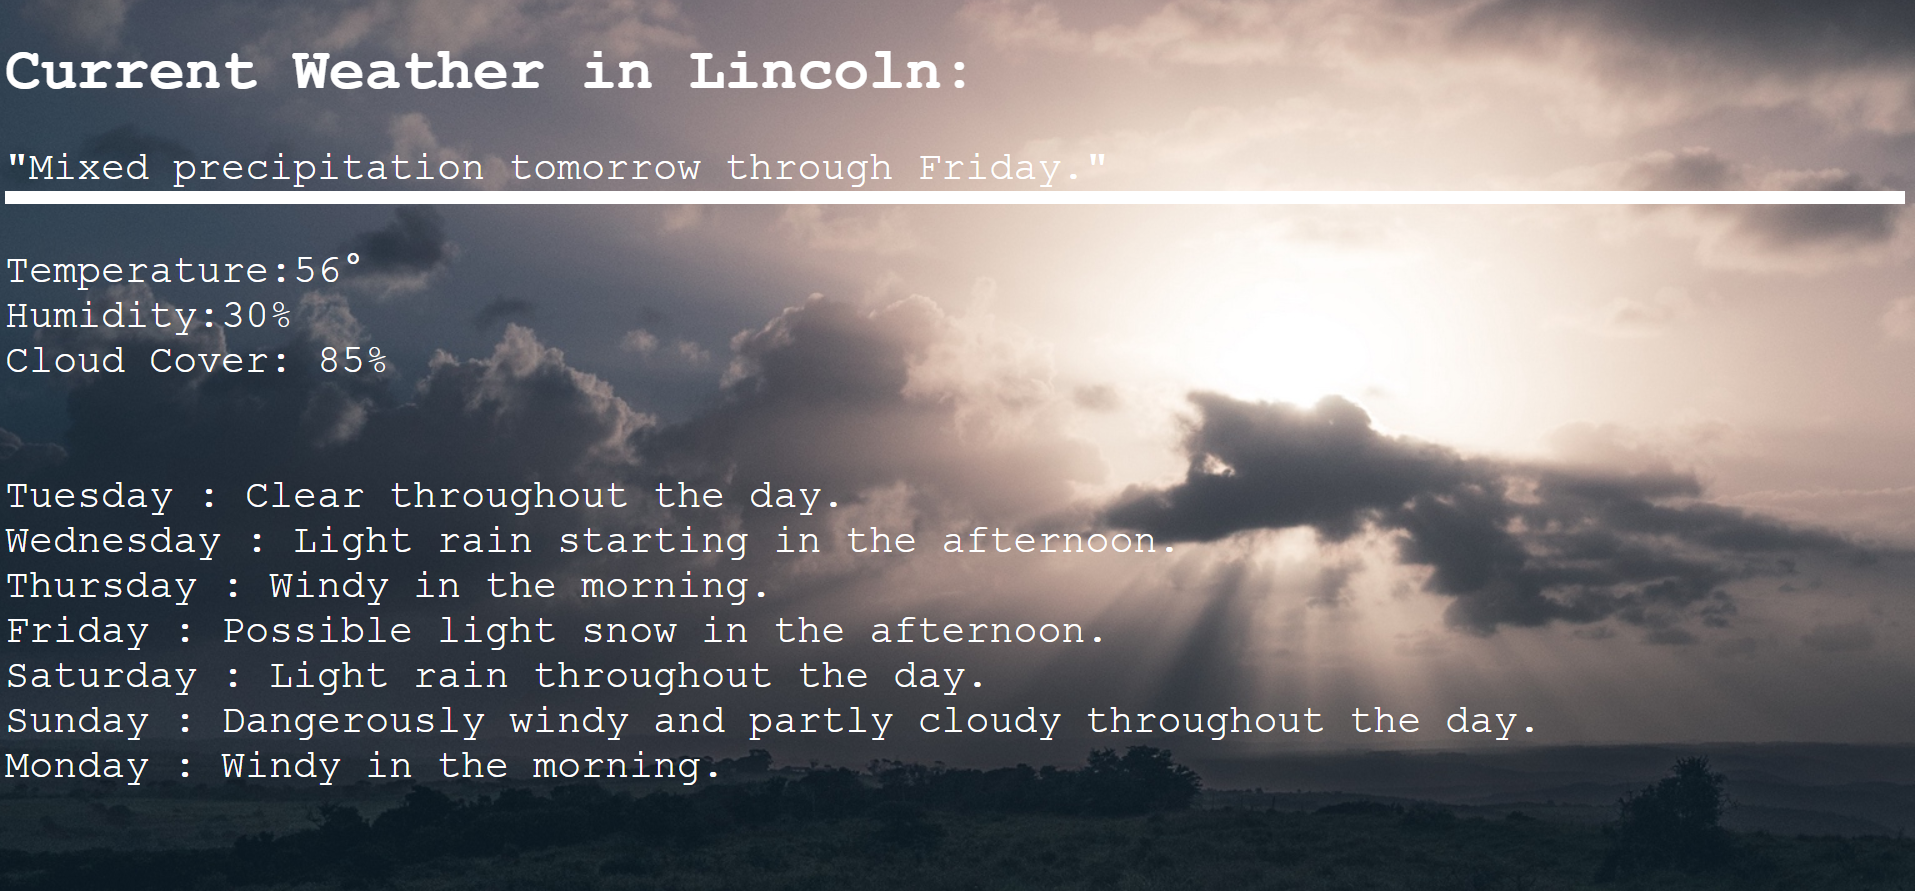 Current Weather in Lincoln:
"Mixed precipitation tomorrow through Friday."
Temperature:56°
Humidity:30%
Cloud Cover: 85%
Tuesday : Clear throughout the day.
Wednesday : Light rain starting in the afternoon.
Thursday : Windy in the morning.
Friday : Possible light snow in the afternoon.
Saturday : Light rain throughout the day.
Sunday : Dangerously windy and partly cloudy throughout the day.
Monday : Windy in the morning.